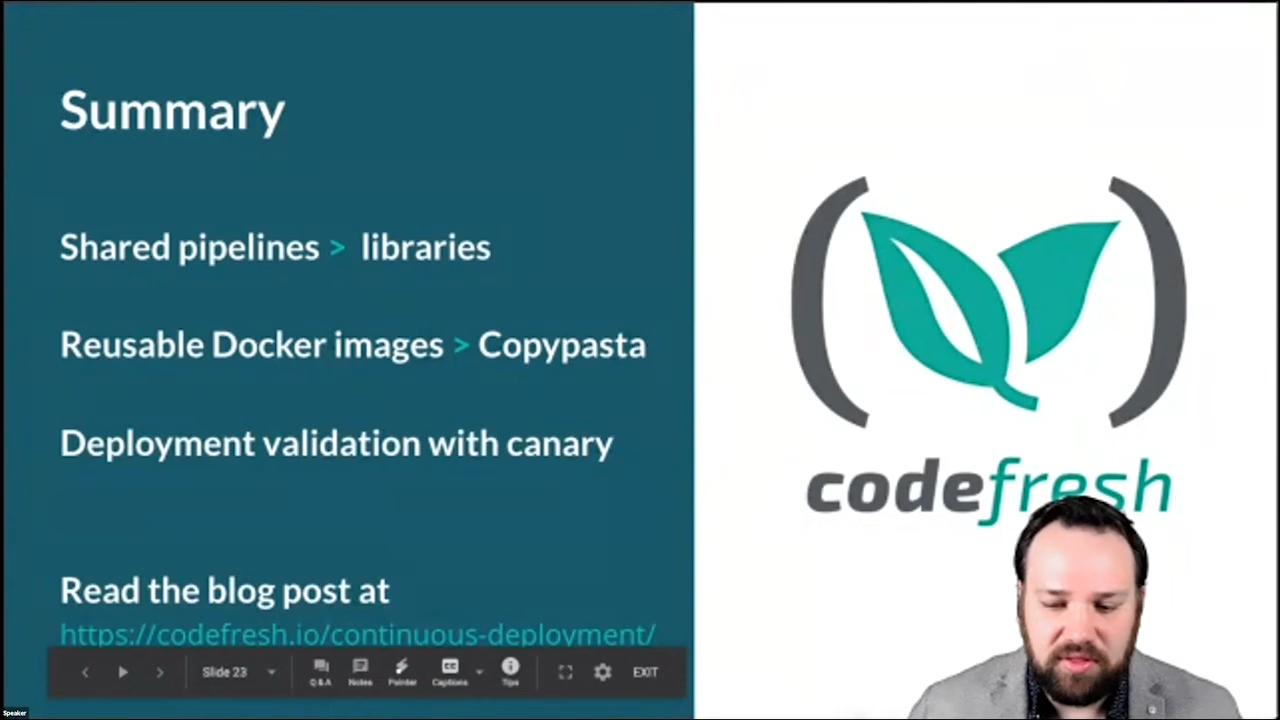 Summary
Shared pipelines > libraries
Reusable Docker images > Copypasta
Deployment validation with canary
Read the blog post at
https://codefresh.io/continuous-deployment/
codefresh
Slide 23
Q&A
Notes
Pointer
Captions
Tips
EXIT
Speaker